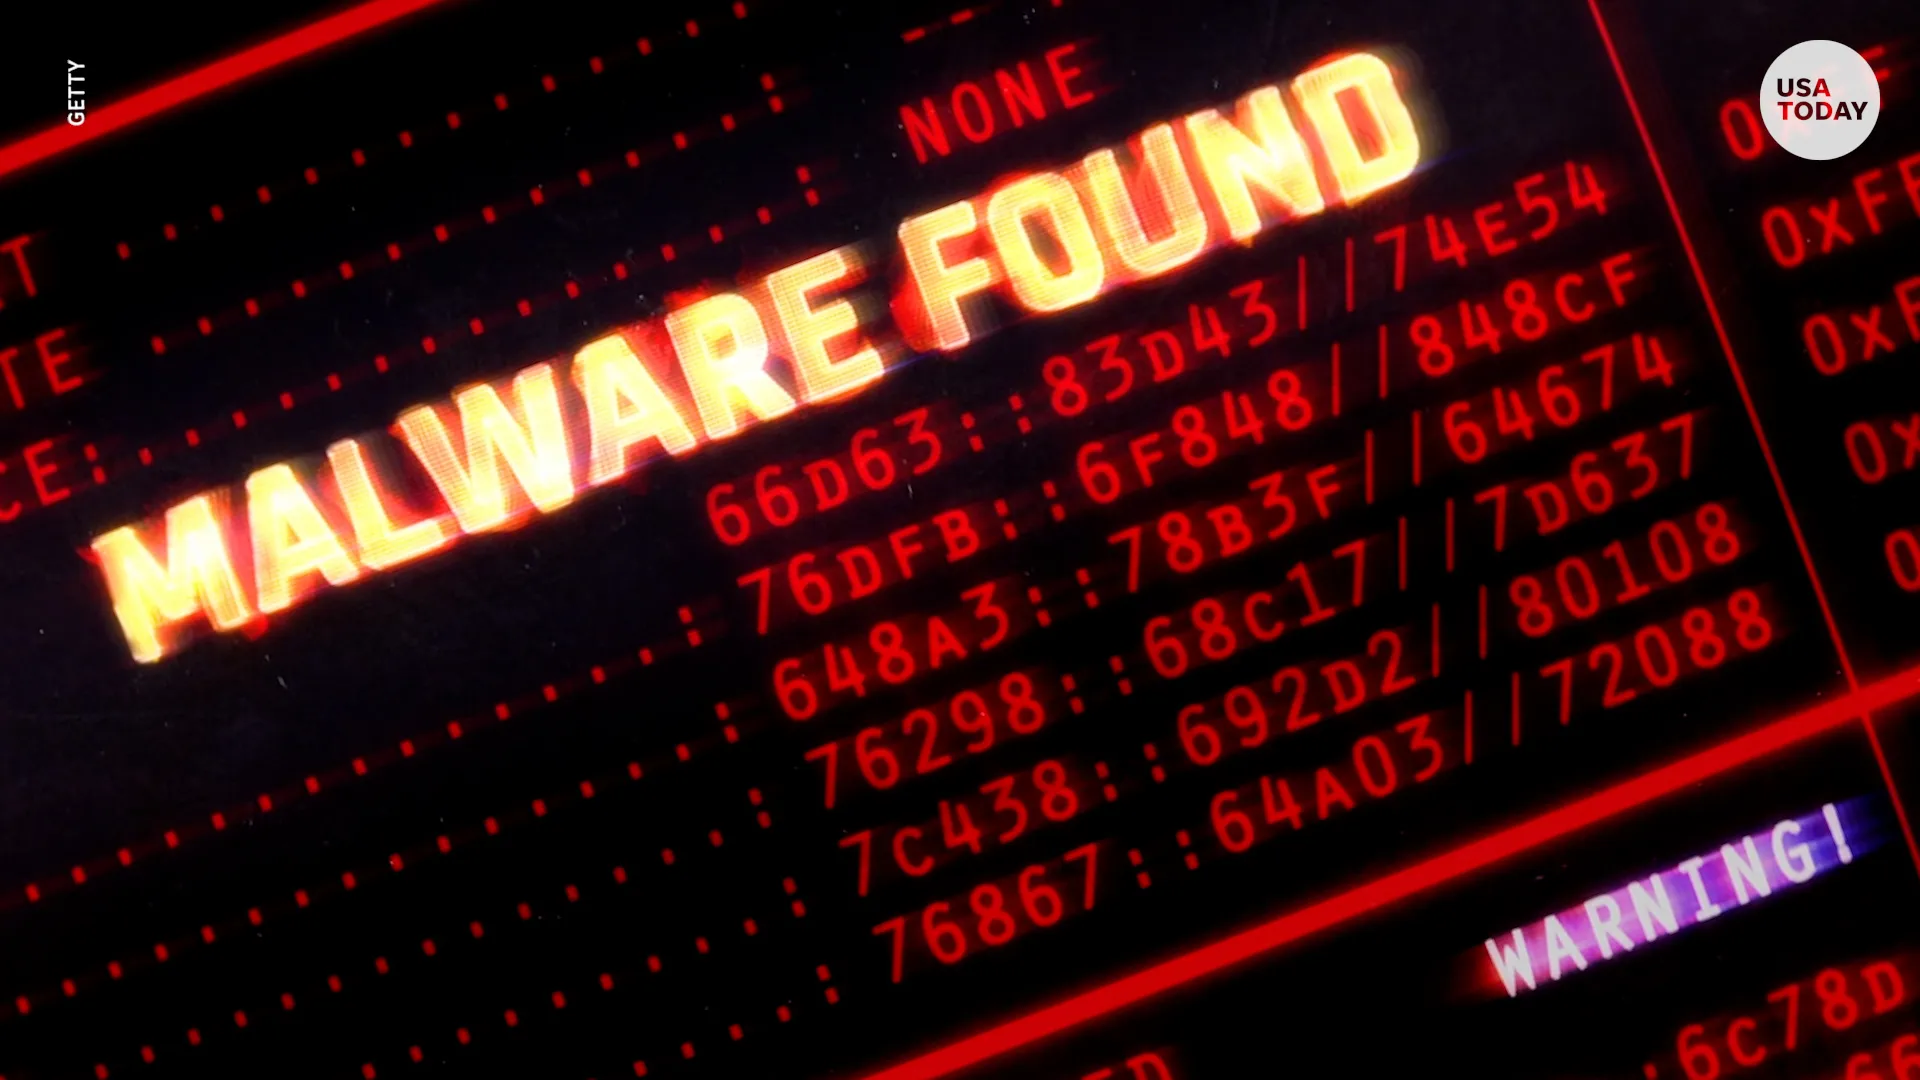 GETTY
USA
TODAY
NONE
MALWARE FOUND
66D63::83D43//74E54
76DFB::6F848//848CF
648A3::78B3F//64674
76298::68C17//7D637
7C438::692D2//80108
76867::64A03//72088
WARNING!
6C78D